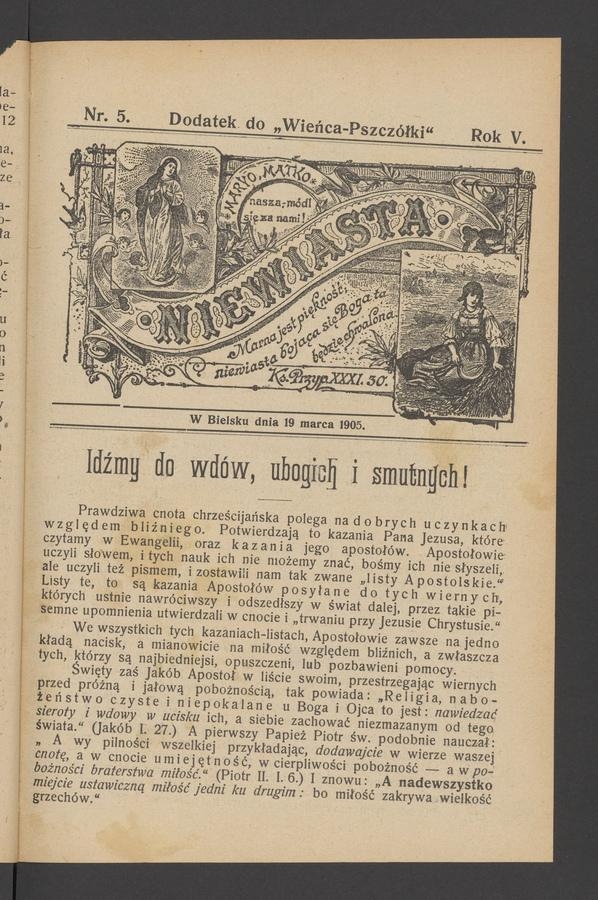 Nr. 5. Dodatek do „Wieńca-Pszczółki“ Rok V.
MARYO, MATKO
nasza, módl
się za nami!
NIEWIASTA
Marna jest piękność;
niewiasta bojąca się Boga ta
będzie chwalona.
Ks. Przyp. XXXI. 30.
W Bielsku dnia 19 marca 1905.
Idźmy do wdów, ubogich i smutnych!
Prawdziwa cnota chrześcijańska polega na dobrych uczynkach
względem bliźniego. Potwierdzają to kazania Pana Jezusa, które
czytamy w Ewangelii, oraz kazania jego apostołów. Apostołowie
uczyli słowem, i tych nauk ich nie możemy znać, bośmy ich nie słyszeli,
ale uczyli też pismem, i zostawili nam tak zwane „listy Apostolskie.“
Listy te, to są kazania Apostołów posyłane do tych wiernych,
których ustnie nawróciwszy i odszedłszy w świat dalej, przez takie pi-
semne upomnienia utwierdzali w cnocie i „trwaniu przy Jezusie Chrystusie.“
We wszystkich tych kazaniach-listach, Apostołowie zawsze na jedno
kładą nacisk, a mianowicie na miłość względem bliźnich, a zwłaszcza
tych, którzy są najbiedniejsi, opuszczeni, lub pozbawieni pomocy.
Święty zaś Jakób Apostoł w liście swoim, przestrzegając wiernych
przed próżną i jałową pobożnością, tak powiada: „Religia, nabo-
żeństwo czyste i niepokalane u Boga i Ojca to jest: nawiedzać
sieroty i wdowy w ucisku ich, a siebie zachować niezmazanym od tego
świata.“ (Jakób I. 27.) A pierwszy Papież Piotr św. podobnie nauczał:
„ A wy pilności wszelkiej przykładając, dodawajcie w wierze waszej
cnotę, a w cnocie umiejętność, w cierpliwości pobożność — a w po-
bożności braterstwa miłość.“ (Piotr II. I. 6.) I znowu: „A nadewszystko
miejcie ustawiczną miłość jedni ku drugim: bo miłość zakrywa wielkość
grzechów.“